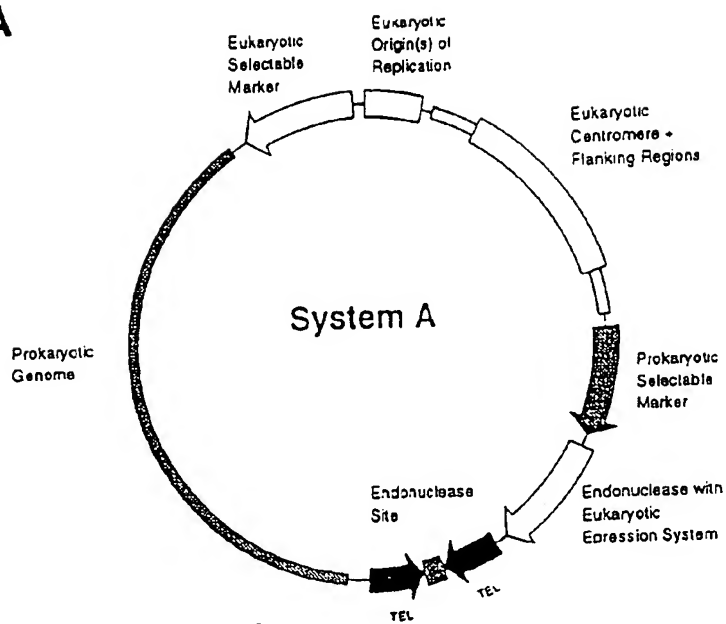 A
Eukaryotic
Origin(s) of
Replication
Eukaryotic
Selectable
Marker
Eukaryotic
Centromere +
Flanking Regions
System A
Prokaryotic
Genome
Prokaryotic
Selectable
Marker
Endonuclease
Site
Endonuclease with
Eukaryotic
Epression System
TEL
TEL